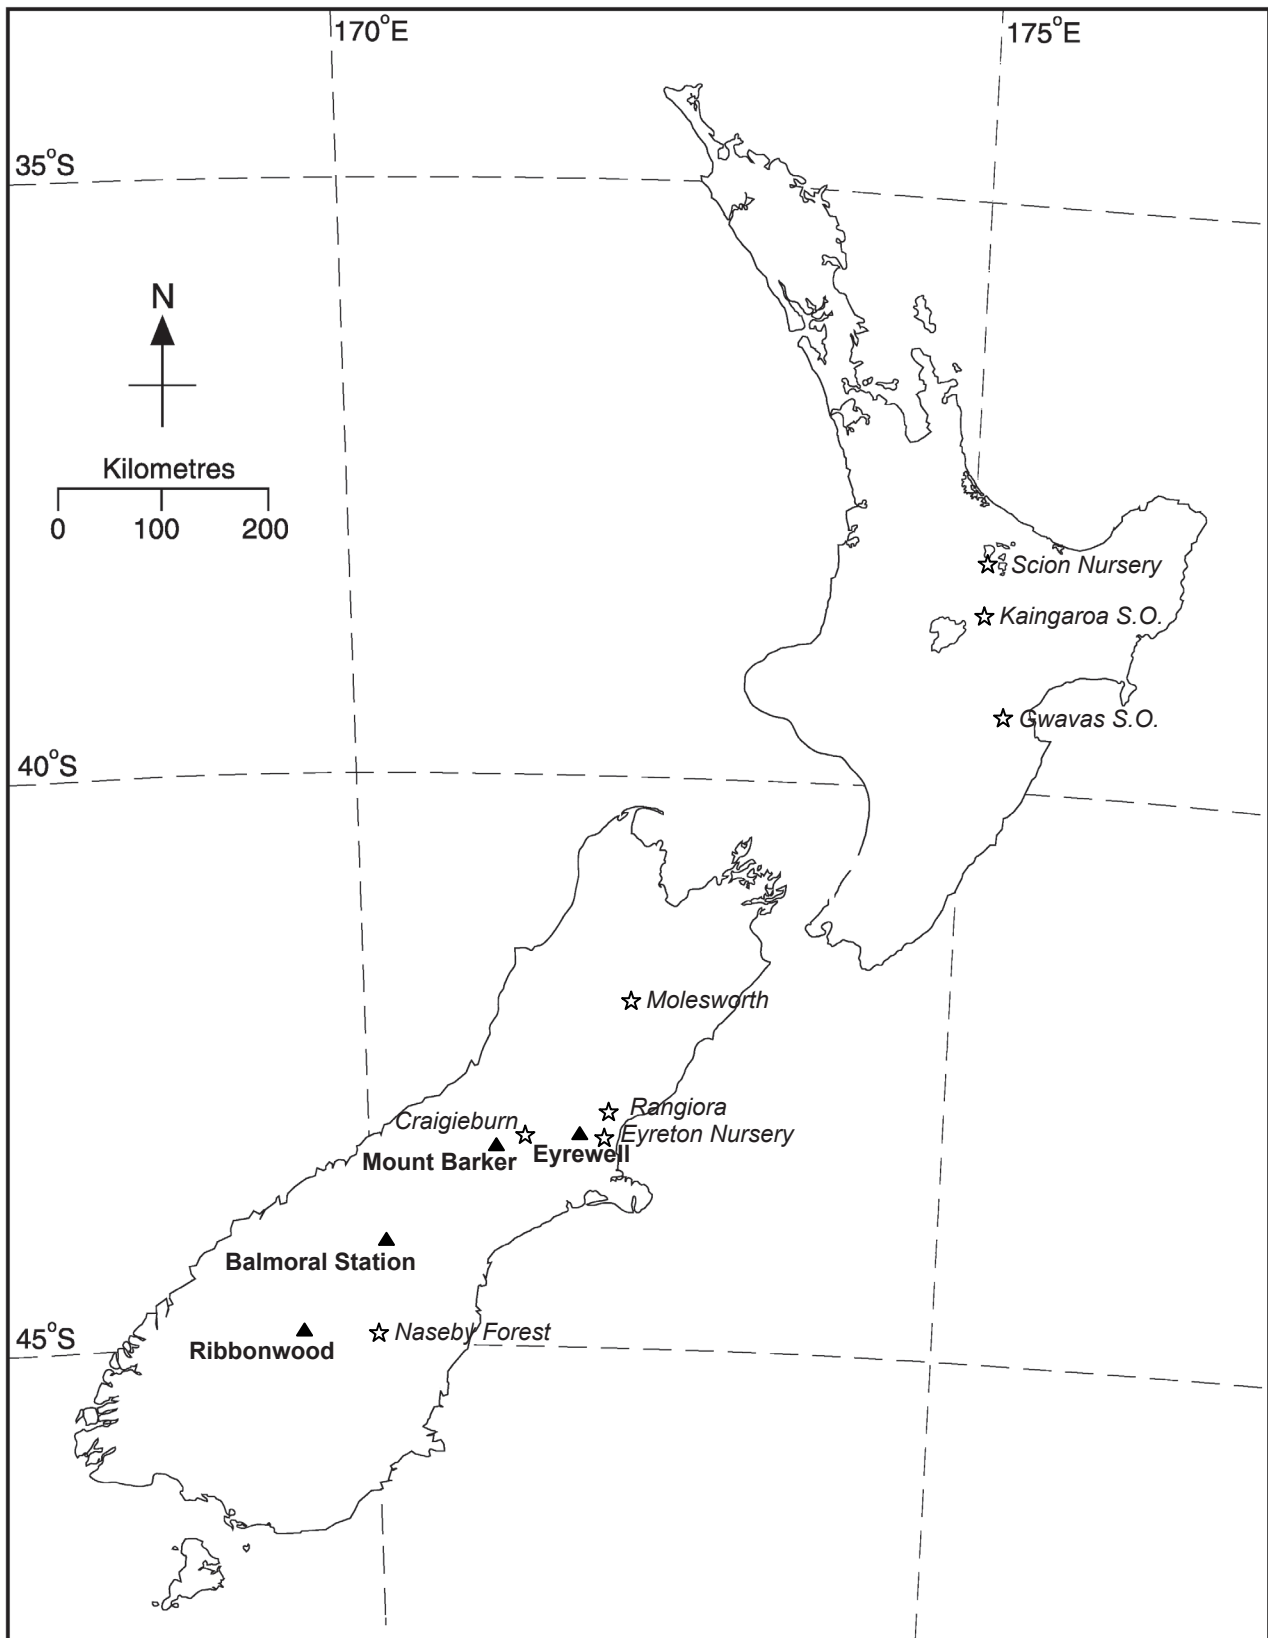 170°E
175°E
35°S
N
Kilometres
0 100 200
Scion Nursery
Kaingaroa S.O.
Gwavas S.O.
40°S
Molesworth
Rangiora
Craigieburn
Eyreton Nursery
Mount Barker
Eyrewell
Balmoral Station
45°S
Naseby Forest
Ribbonwood